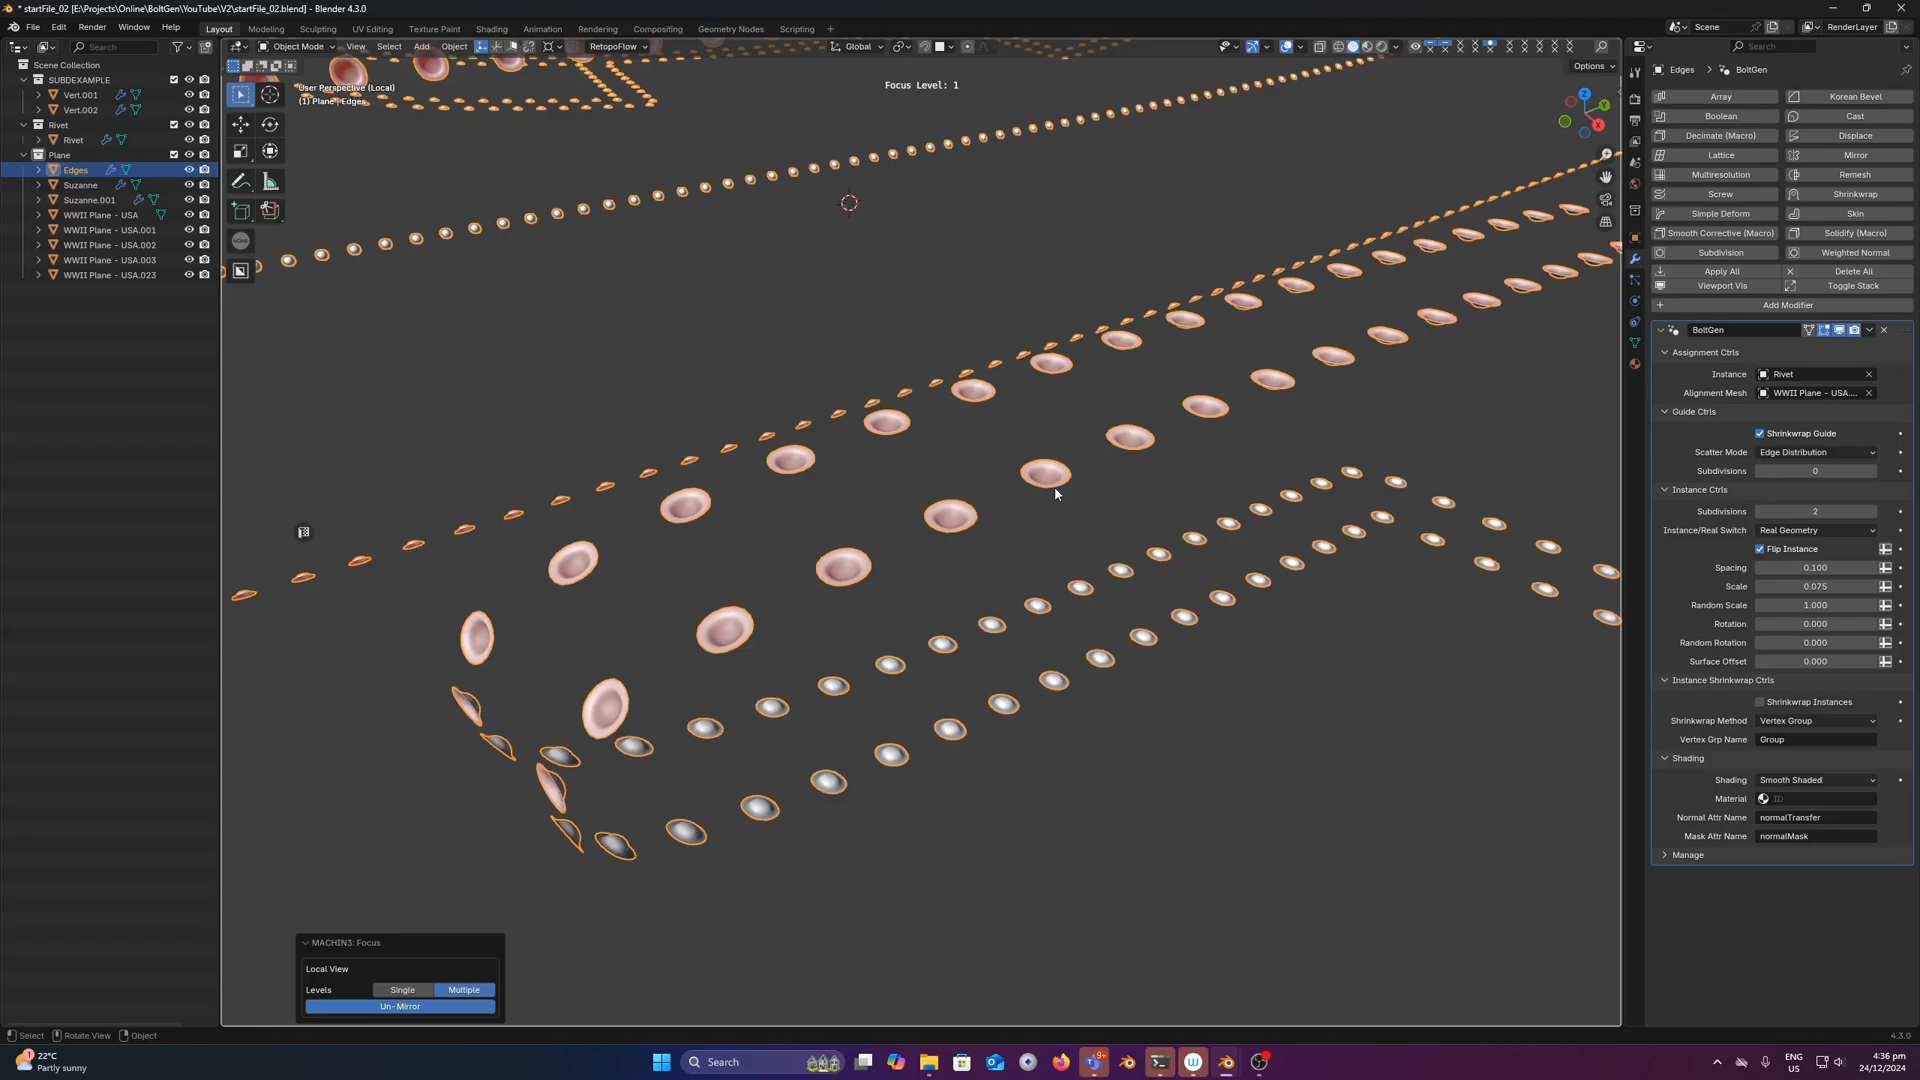 * startFile_02 [E:\Projects\Online\BoltGen\YouTube\V2\startFile_02.blend] - Blender 4.3.0
File Edit Render Window Help Layout Modeling Sculpting UV Editing Texture Paint Shading Animation Rendering Compositing Geometry Nodes Scripting Scene RenderLayer
Search Object Mode View Select Add Object RetopoFlow Global Search
Options
Scene Collection
SUBDEXAMPLE
Vert.001
Vert.002
Rivet
Rivet
Plane
Edges
Suzanne
Suzanne.001
WWII Plane - USA
WWII Plane - USA.001
WWII Plane - USA.002
WWII Plane - USA.003
WWII Plane - USA.023
User Perspective (Local)
(1) Plane | Edges
Focus Level: 1
Z
Y
X
NONE
MACHIN3: Focus
Local View
Levels Single Multiple
Un-Mirror
Edges BoltGen
Array Korean Bevel
Boolean Cast
Decimate (Macro) Displace
Lattice Mirror
Multiresolution Remesh
Screw Shrinkwrap
Simple Deform Skin
Smooth Corrective (Macro) Solidify (Macro)
Subdivision Weighted Normal
Apply All Delete All
Viewport Vis Toggle Stack
Add Modifier
BoltGen
Assignment Ctrls
Instance Rivet
Alignment Mesh WWII Plane - USA....
Guide Ctrls
Shrinkwrap Guide
Scatter Mode Edge Distribution
Subdivisions 0
Instance Ctrls
Subdivisions 2
Instance/Real Switch Real Geometry
Flip Instance
Spacing 0.100
Scale 0.075
Random Scale 1.000
Rotation 0.000
Random Rotation 0.000
Surface Offset 0.000
Instance Shrinkwrap Ctrls
Shrinkwrap Instances
Shrinkwrap Method Vertex Group
Vertex Grp Name Group
Shading
Shading Smooth Shaded
Material ID
Normal Attr Name normalTransfer
Mask Attr Name normalMask
Manage
Select Rotate View Object 4.3.0
1
22°C
Partly sunny
Search
9+
ENG
US
4:36 pm
24/12/2024